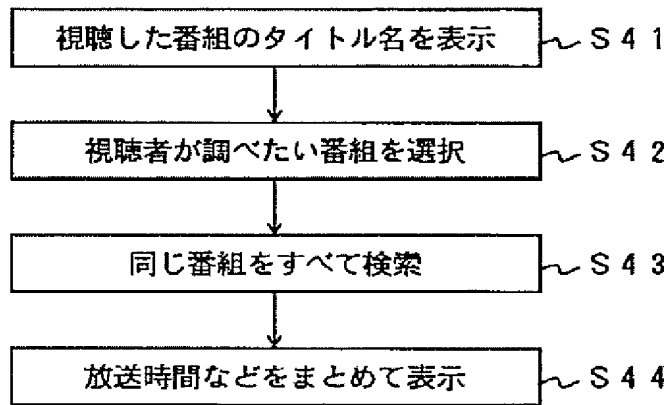 視聴した番組のタイトル名を表示 S41
視聴者が調べたい番組を選択 S42
同じ番組をすべて検索 S43
放送時間などをまとめて表示 S44